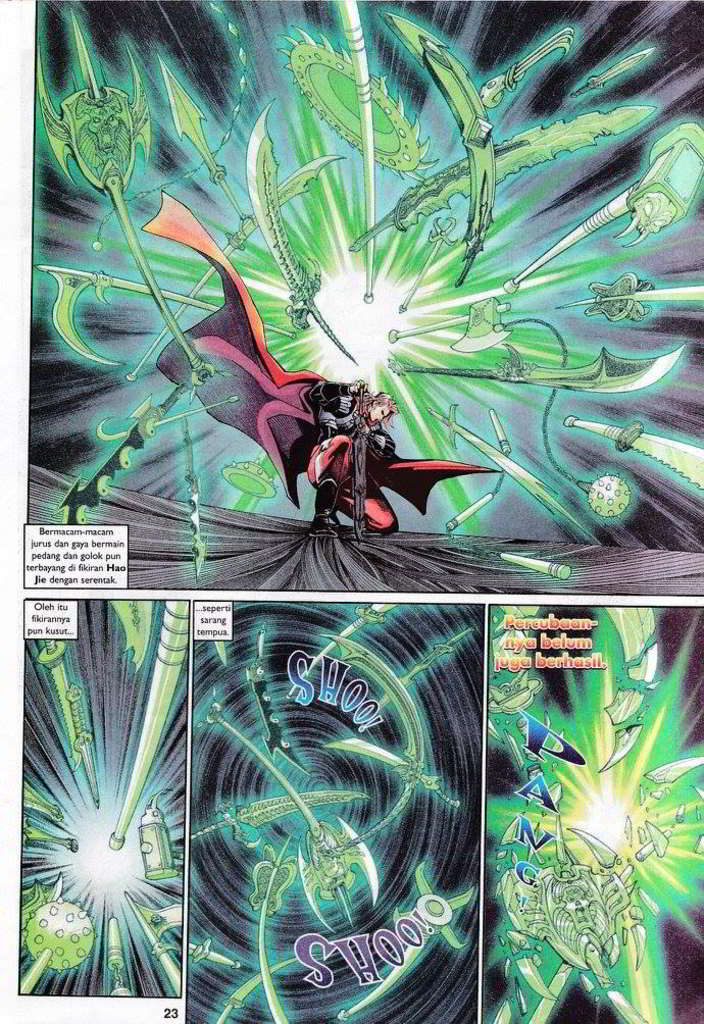 Bermacam-macam
jurus dan gaya bermain
pedang dan golok pun
terbayang di fikiran Hao
Jie dengan serentak.
Oleh itu
fikirannya
pun kusut...
...seperti
sarang
tempua.
SHOO!
SHOO!
Percubaan-
nya belum
juga berhasil.
PANG!
23